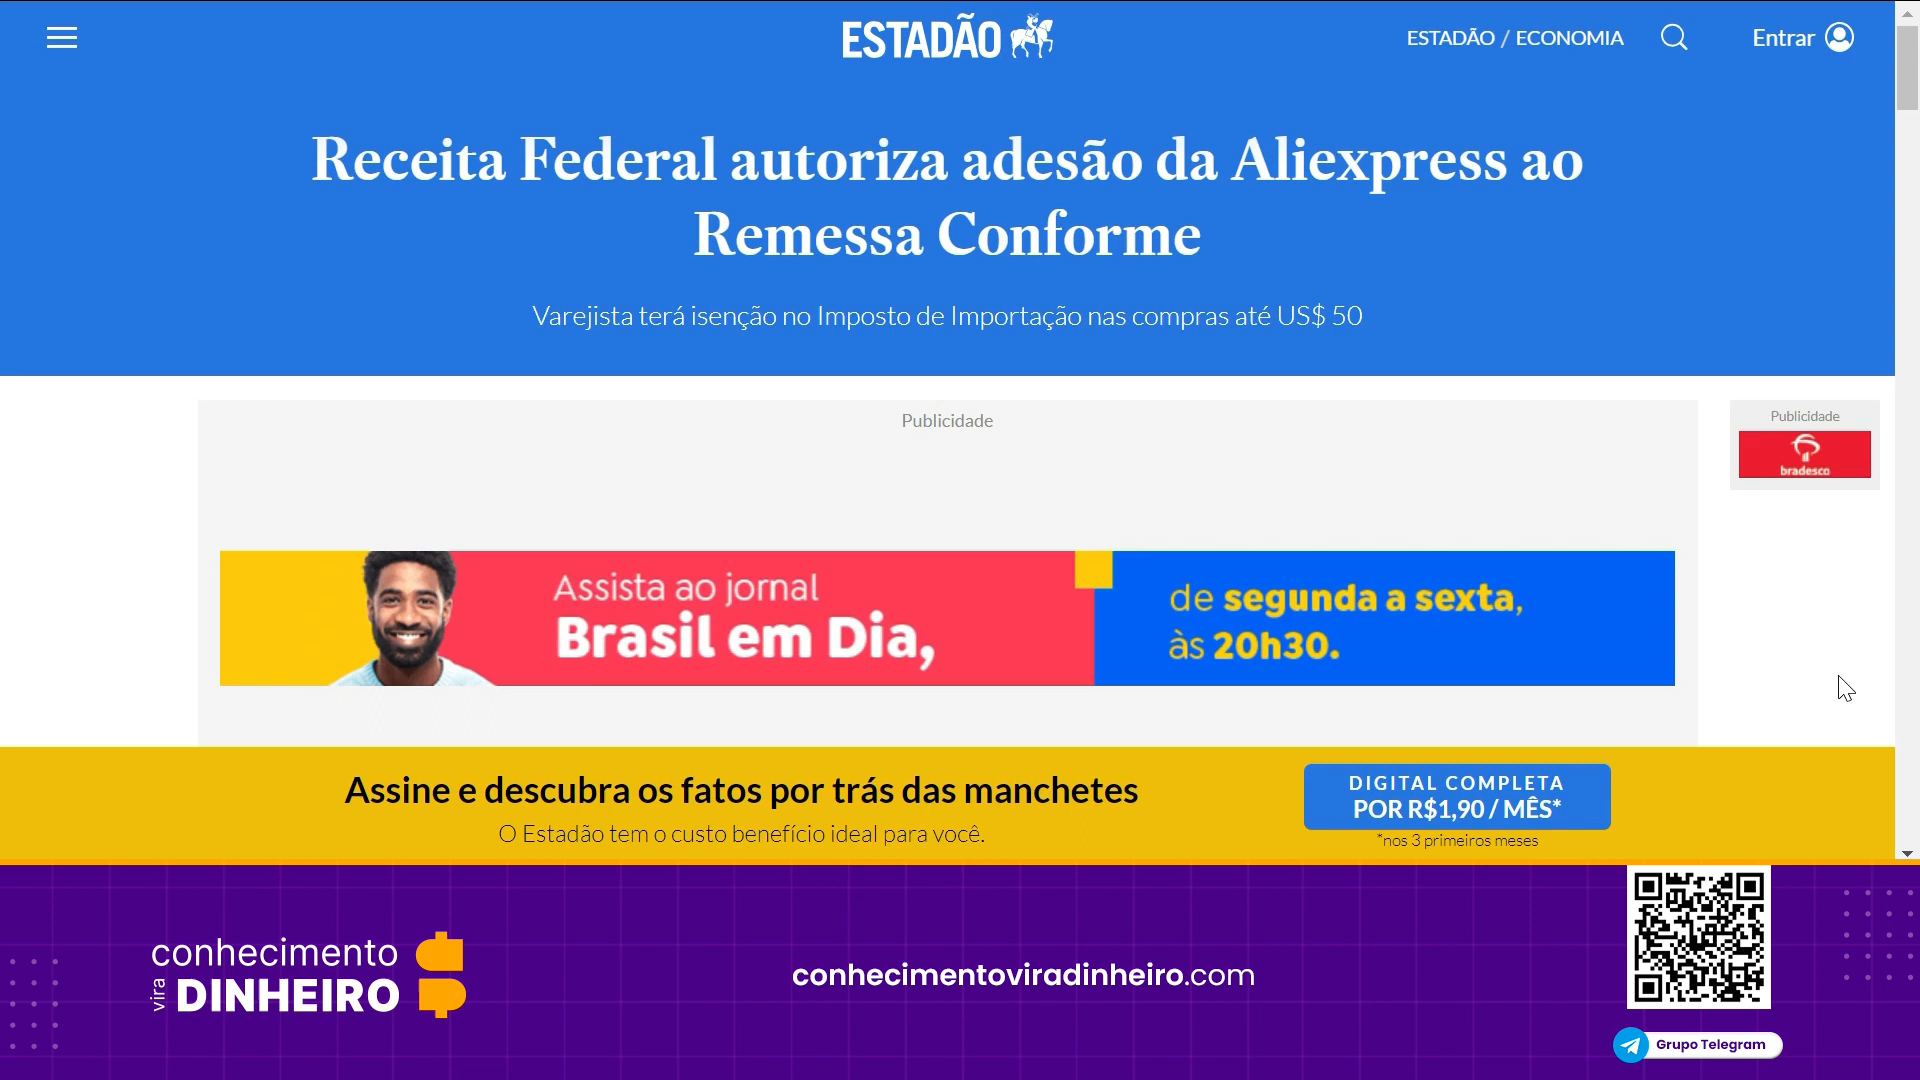 ESTADÃO
ESTADÃO / ECONOMIA
Entrar
Receita Federal autoriza adesão da Aliexpress ao
Remessa Conforme
Varejista terá isenção no Imposto de Importação nas compras até US$ 50
Publicidade
Publicidade
bradesco
Assista ao jornal
Brasil em Dia,
de segunda a sexta,
às 20h30.
Assine e descubra os fatos por trás das manchetes
O Estadão tem o custo benefício ideal para você.
DIGITAL COMPLETA
POR R$1,90 / MÊS*
*nos 3 primeiros meses
conhecimento
vira DINHEIRO
conhecimentoviradinheiro.com
Grupo Telegram